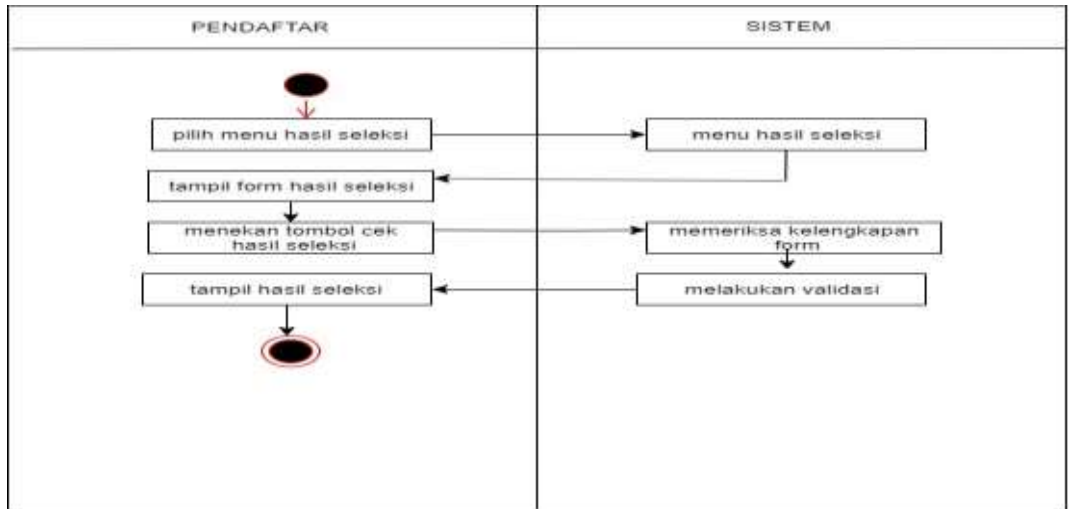 PENDAFTAR
SISTEM
pilih menu hasil seleksi
menu hasil seleksi
tampil form hasil seleksi
menekan tombol cek
hasil seleksi
memeriksa kelengkapan
form
tampil hasil seleksi
melakukan validasi